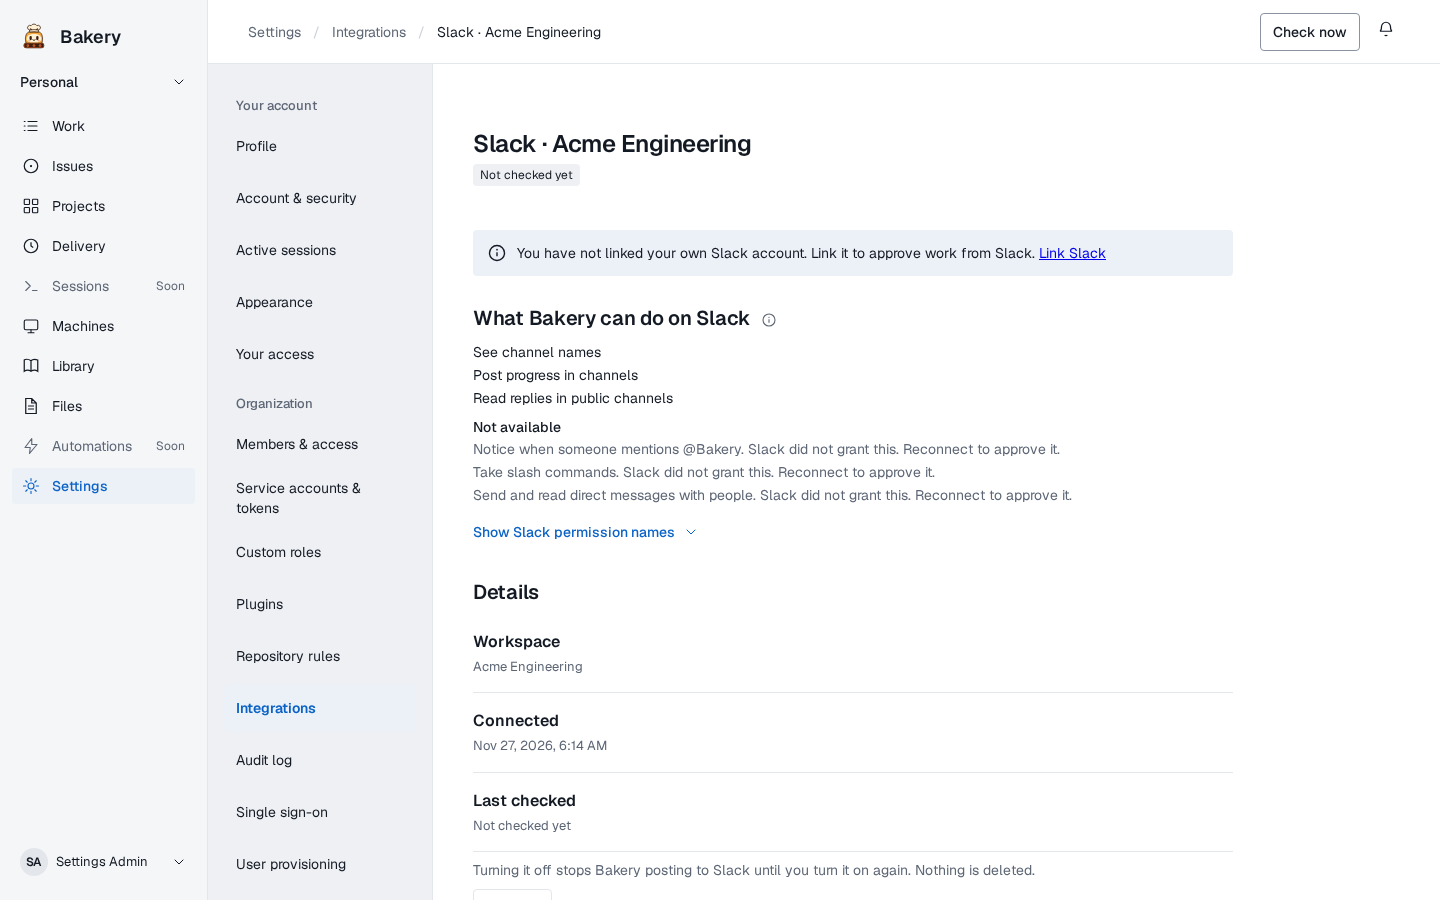 Bakery
Personal
Work
Issues
Projects
Delivery
Sessions Soon
Machines
Library
Files
Automations Soon
Settings
SA Settings Admin
Settings / Integrations / Slack · Acme Engineering
Check now
Your account
Profile
Account & security
Active sessions
Appearance
Your access
Organization
Members & access
Service accounts &
tokens
Custom roles
Plugins
Repository rules
Integrations
Audit log
Single sign-on
User provisioning
Slack · Acme Engineering
Not checked yet
You have not linked your own Slack account. Link it to approve work from Slack. Link Slack
What Bakery can do on Slack
See channel names
Post progress in channels
Read replies in public channels
Not available
Notice when someone mentions @Bakery. Slack did not grant this. Reconnect to approve it.
Take slash commands. Slack did not grant this. Reconnect to approve it.
Send and read direct messages with people. Slack did not grant this. Reconnect to approve it.
Show Slack permission names
Details
Workspace
Acme Engineering
Connected
Nov 27, 2026, 6:14 AM
Last checked
Not checked yet
Turning it off stops Bakery posting to Slack until you turn it on again. Nothing is deleted.